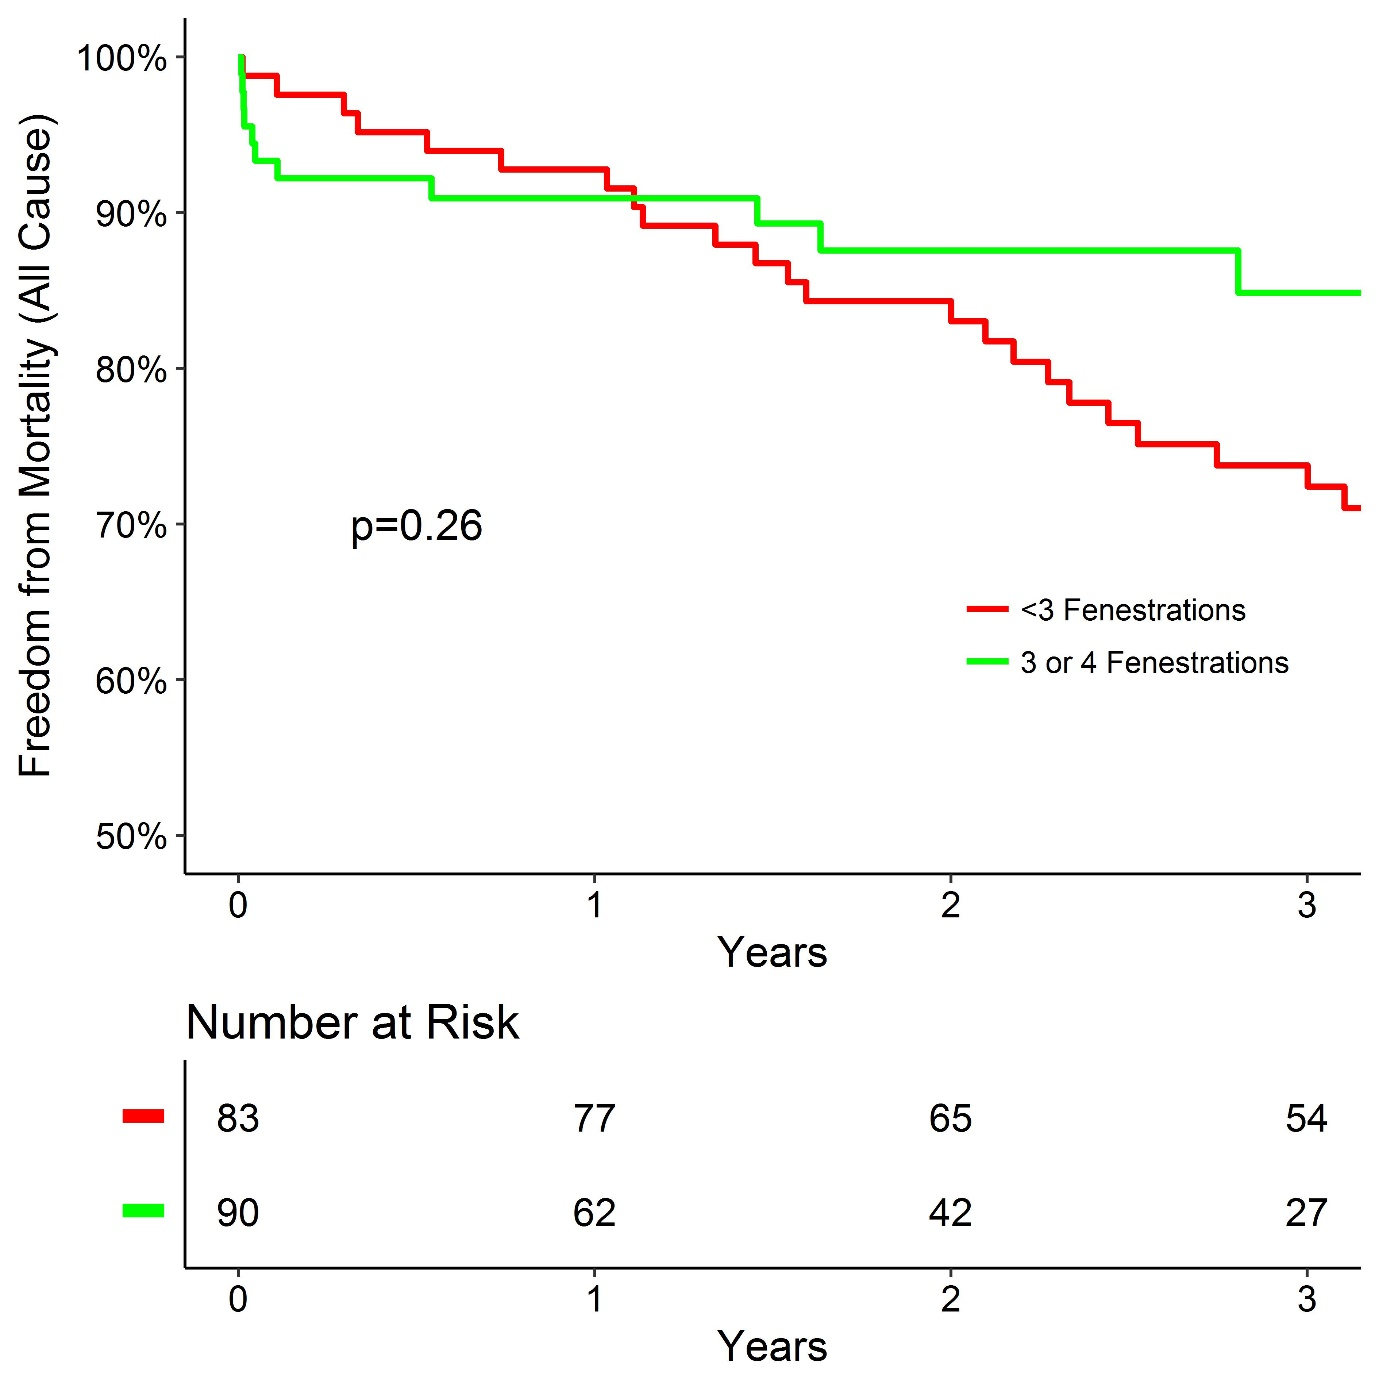 Freedom from Mortality (All Cause)
100%
90%
80%
70%
60%
50%
p=0.26
<3 Fenestrations
3 or 4 Fenestrations
0 1 2 3
Years
Number at Risk
83 77 65 54
90 62 42 27
0 1 2 3
Years